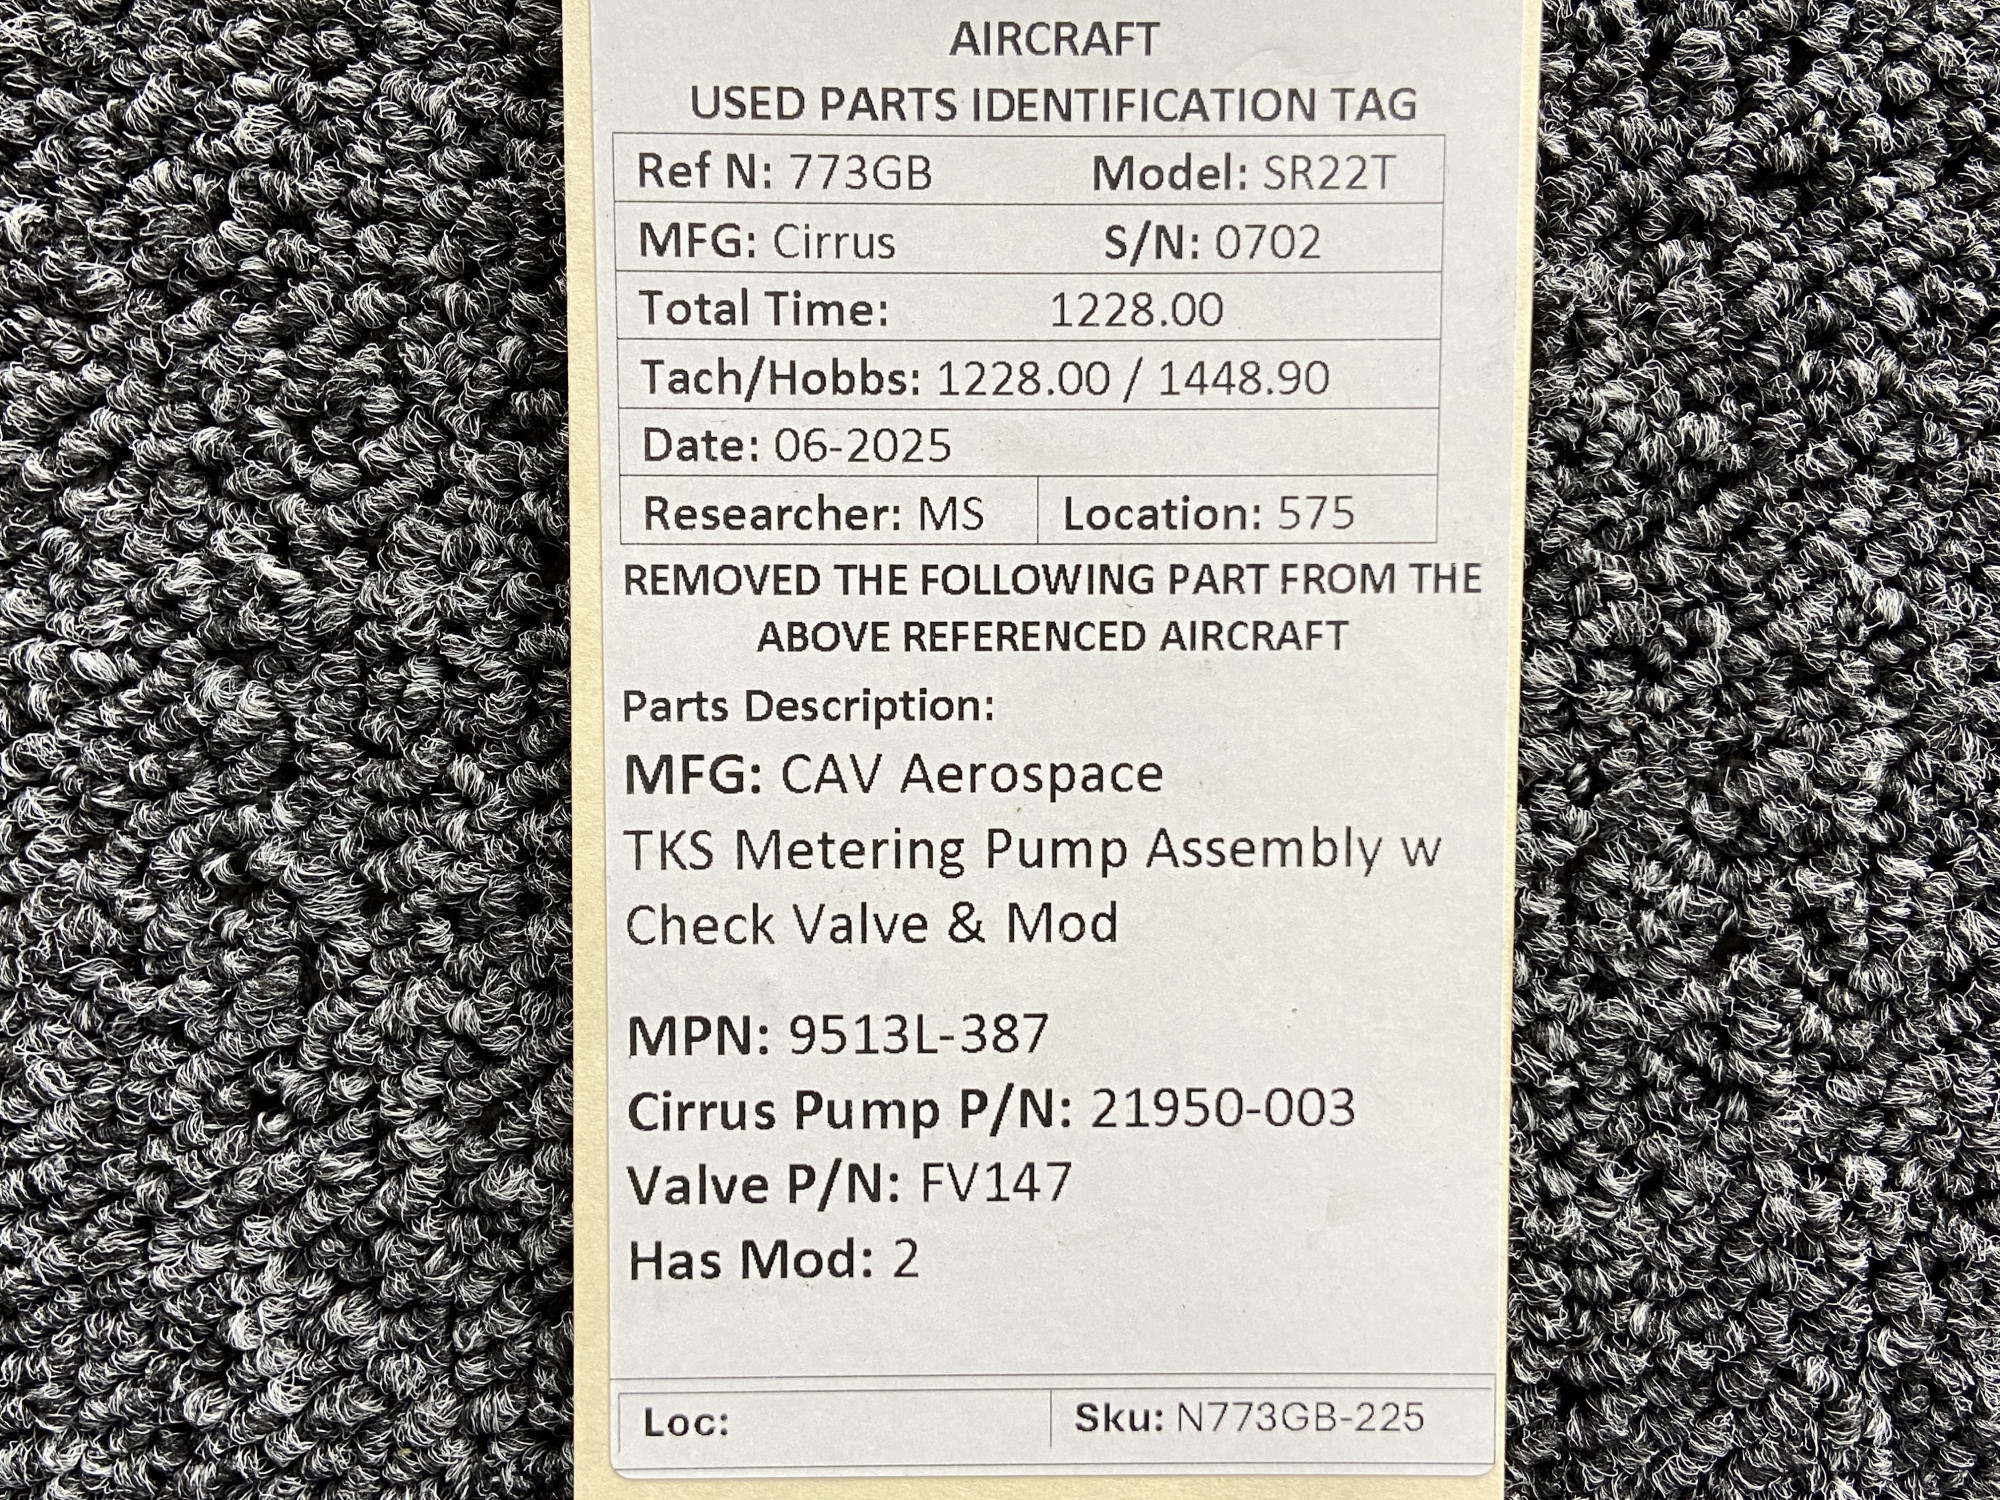 AIRCRAFT
USED PARTS IDENTIFICATION TAG
Ref N: 773GB Model: SR22T
MFG: Cirrus S/N: 0702
Total Time: 1228.00
Tach/Hobbs: 1228.00 / 1448.90
Date: 06-2025
Researcher: MS Location: 575
REMOVED THE FOLLOWING PART FROM THE
ABOVE REFERENCED AIRCRAFT
Parts Description:
MFG: CAV Aerospace
TKS Metering Pump Assembly w
Check Valve & Mod
MPN: 9513L-387
Cirrus Pump P/N: 21950-003
Valve P/N: FV147
Has Mod: 2
Loc: Sku: N773GB-225